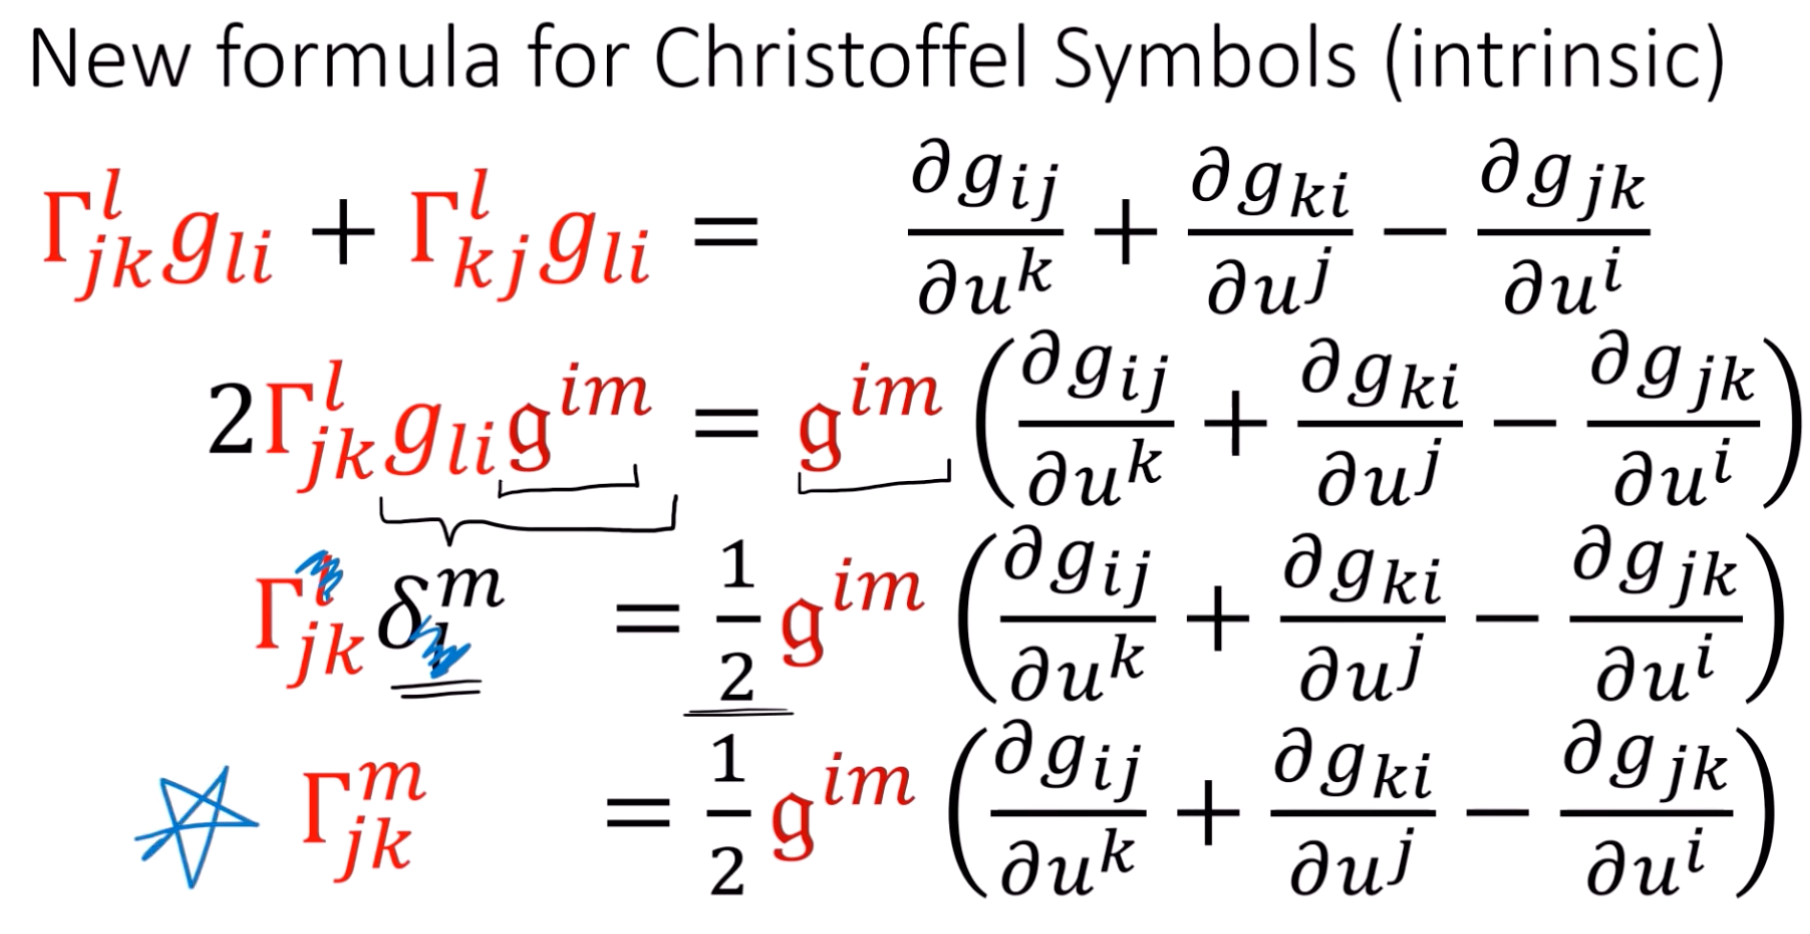 New formula for Christoffel Symbols (intrinsic)
Γ^l_{jk} g_{li} + Γ^l_{kj} g_{li} = ∂g_{ij}/∂u^k + ∂g_{ki}/∂u^j − ∂g_{jk}/∂u^i
2Γ^l_{jk} g_{li} 𝔤^{im} = 𝔤^{im} (∂g_{ij}/∂u^k + ∂g_{ki}/∂u^j − ∂g_{jk}/∂u^i)
Γ^l_{jk} δ^m_l = 1/2 𝔤^{im} (∂g_{ij}/∂u^k + ∂g_{ki}/∂u^j − ∂g_{jk}/∂u^i)
Γ^m_{jk} = 1/2 𝔤^{im} (∂g_{ij}/∂u^k + ∂g_{ki}/∂u^j − ∂g_{jk}/∂u^i)